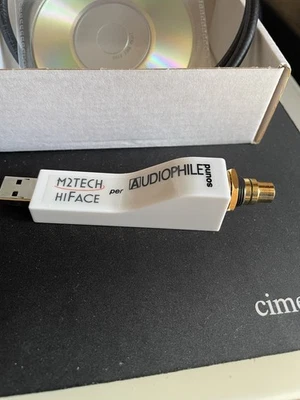 M2TECH
HIFACE
per
AUDIOPHILE
sound
cime